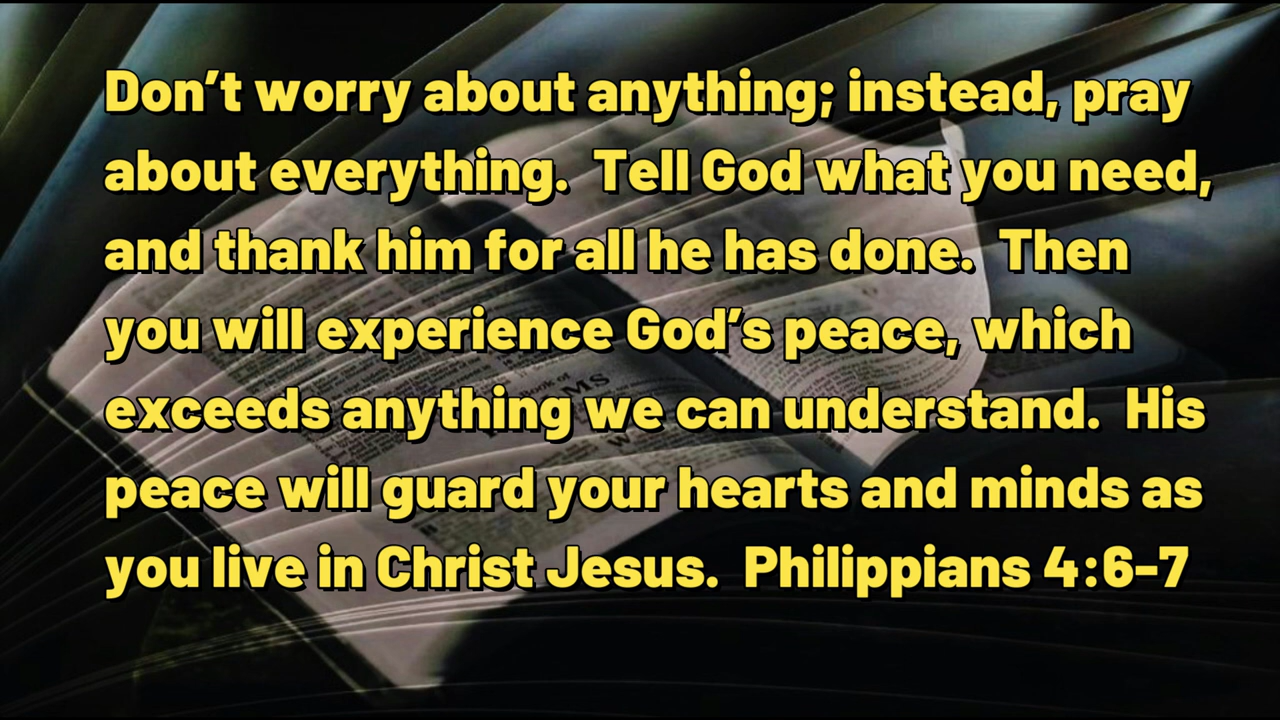 Don’t worry about anything; instead, pray
about everything.  Tell God what you need,
and thank him for all he has done.  Then
you will experience God’s peace, which
exceeds anything we can understand.  His
peace will guard your hearts and minds as
you live in Christ Jesus.  Philippians 4:6-7
Book of